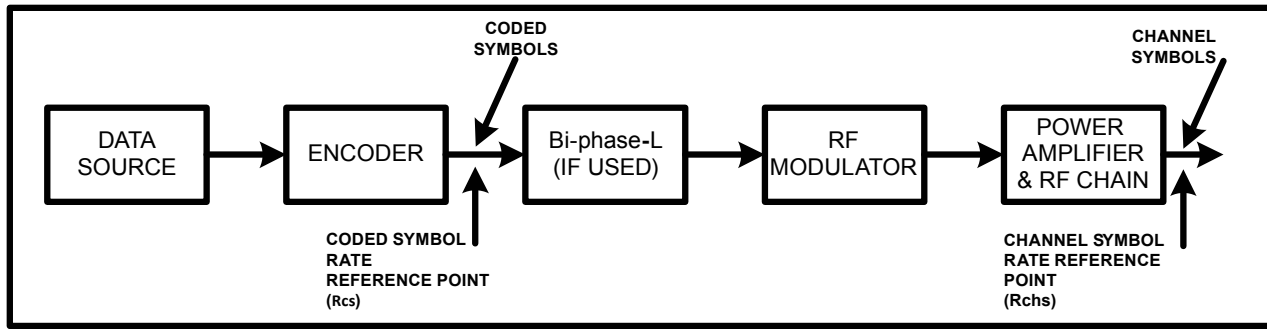 CODED
SYMBOLS
CHANNEL
SYMBOLS
DATA
SOURCE
ENCODER
Bi-phase-L
(IF USED)
RF
MODULATOR
POWER
AMPLIFIER
& RF CHAIN
CODED SYMBOL
RATE
REFERENCE POINT
(Rcs)
CHANNEL SYMBOL
RATE REFERENCE
POINT
(Rchs)